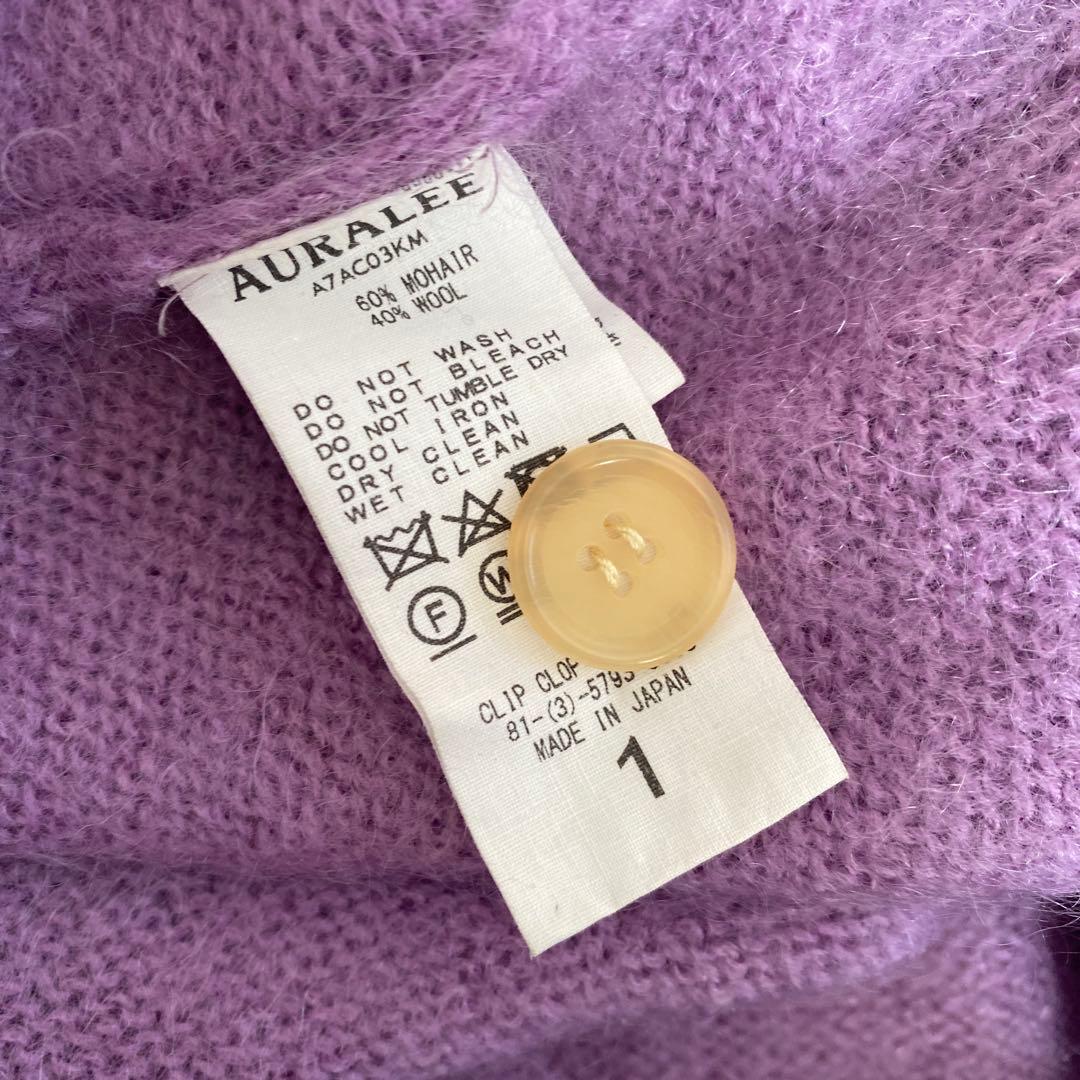 AURALEE
A7AC03KM
60% MOHAIR
40% WOOL
DO NOT WASH
DO NOT BLEACH
DO NOT TUMBLE DRY
COOL IRON
DRY CLEAN
WET CLEAN
F
W
CLIP
81-(3)-5793
MADE IN JAPAN
1